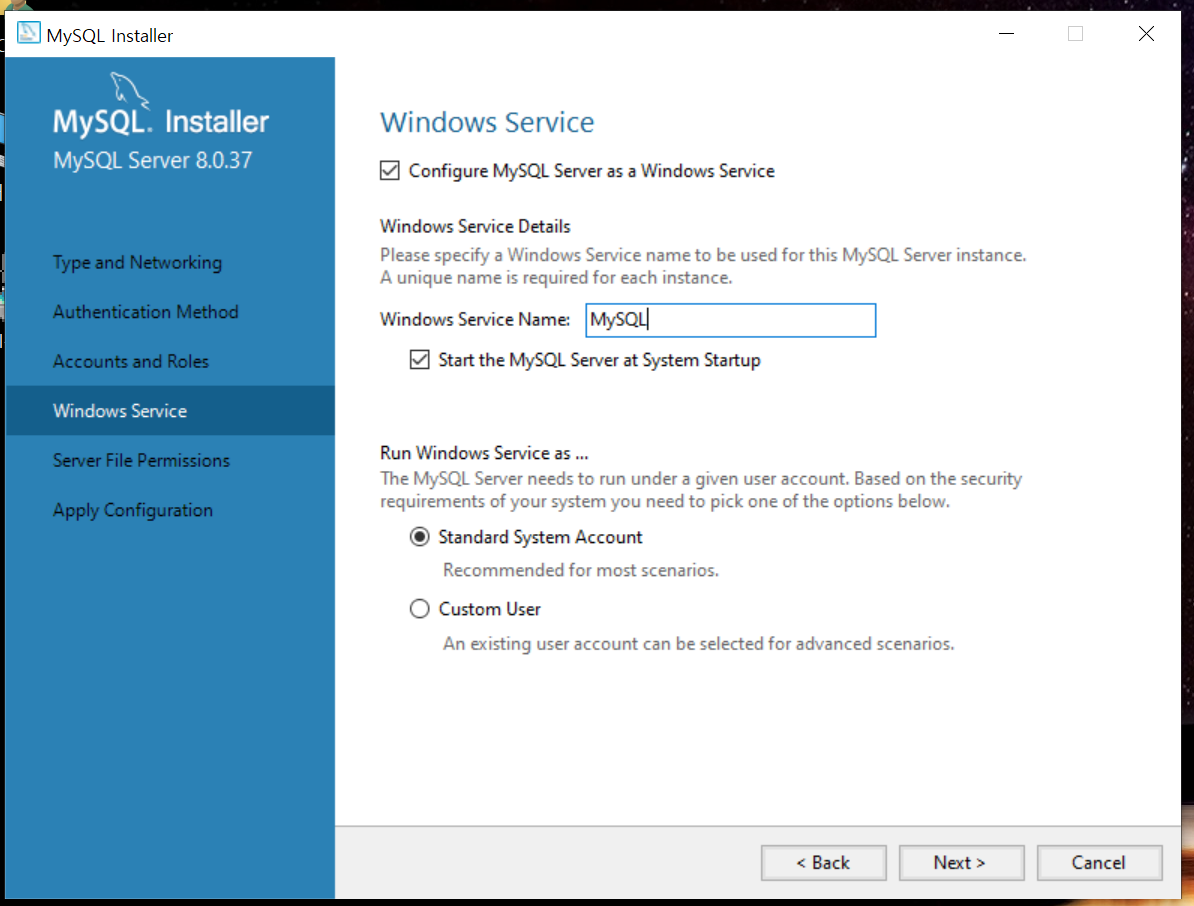 MySQL Installer
MySQL. Installer
MySQL Server 8.0.37
Type and Networking
Authentication Method
Accounts and Roles
Windows Service
Server File Permissions
Apply Configuration
Windows Service
Configure MySQL Server as a Windows Service
Windows Service Details
Please specify a Windows Service name to be used for this MySQL Server instance.
A unique name is required for each instance.
Windows Service Name: MySQL
Start the MySQL Server at System Startup
Run Windows Service as ...
The MySQL Server needs to run under a given user account. Based on the security
requirements of your system you need to pick one of the options below.
Standard System Account
Recommended for most scenarios.
Custom User
An existing user account can be selected for advanced scenarios.
< Back Next > Cancel